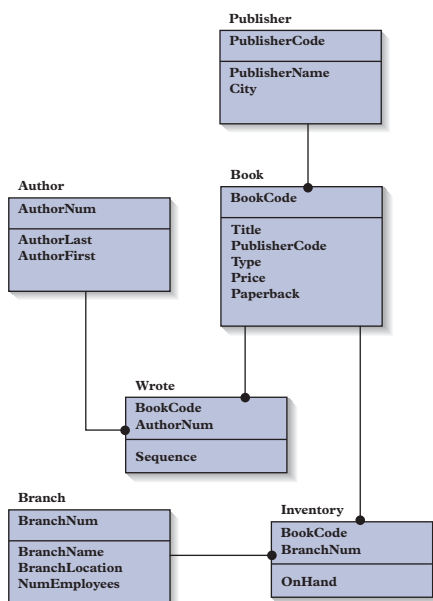 Publisher
PublisherCode
PublisherName
City
Book
BookCode
Title
PublisherCode
Type
Price
Paperback
Author
AuthorNum
AuthorLast
AuthorFirst
Wrote
BookCode
AuthorNum
Sequence
Branch
BranchNum
BranchName
BranchLocation
NumEmployees
Inventory
BookCode
BranchNum
OnHand